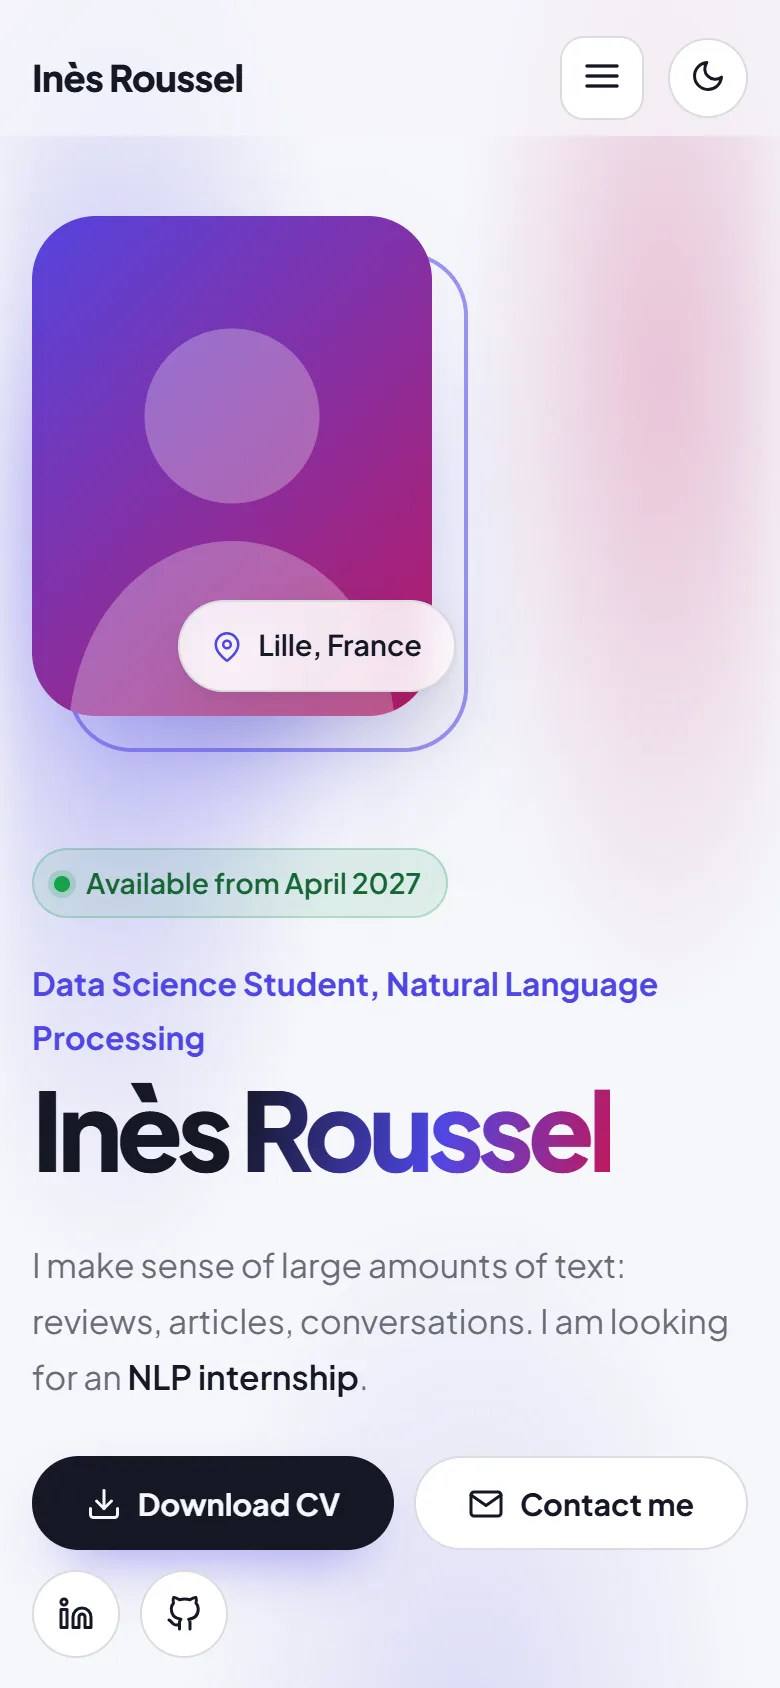 Inès Roussel
Lille, France
Available from April 2027
Data Science Student, Natural Language
Processing
Inès Roussel
I make sense of large amounts of text:
reviews, articles, conversations. I am looking
for an NLP internship.
Download CV
Contact me